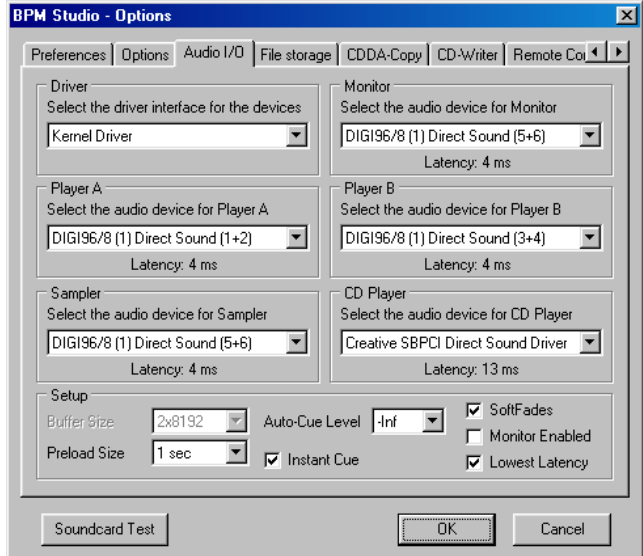 BPM Studio - Options
Preferences Options Audio I/O File storage CDDA-Copy CD-Writer Remote Co
Driver
Select the driver interface for the devices
Kernel Driver
Monitor
Select the audio device for Monitor
DIGI96/8 (1) Direct Sound (5+6)
Latency: 4 ms
Player A
Select the audio device for Player A
DIGI96/8 (1) Direct Sound (1+2)
Latency: 4 ms
Player B
Select the audio device for Player B
DIGI96/8 (1) Direct Sound (3+4)
Latency: 4 ms
Sampler
Select the audio device for Sampler
DIGI96/8 (1) Direct Sound (5+6)
Latency: 4 ms
CD Player
Select the audio device for CD Player
Creative SBPCI Direct Sound Driver
Latency: 13 ms
Setup
Buffer Size 2x8192 Auto-Cue Level -Inf SoftFades
Monitor Enabled
Preload Size 1 sec Instant Cue Lowest Latency
Soundcard Test OK Cancel